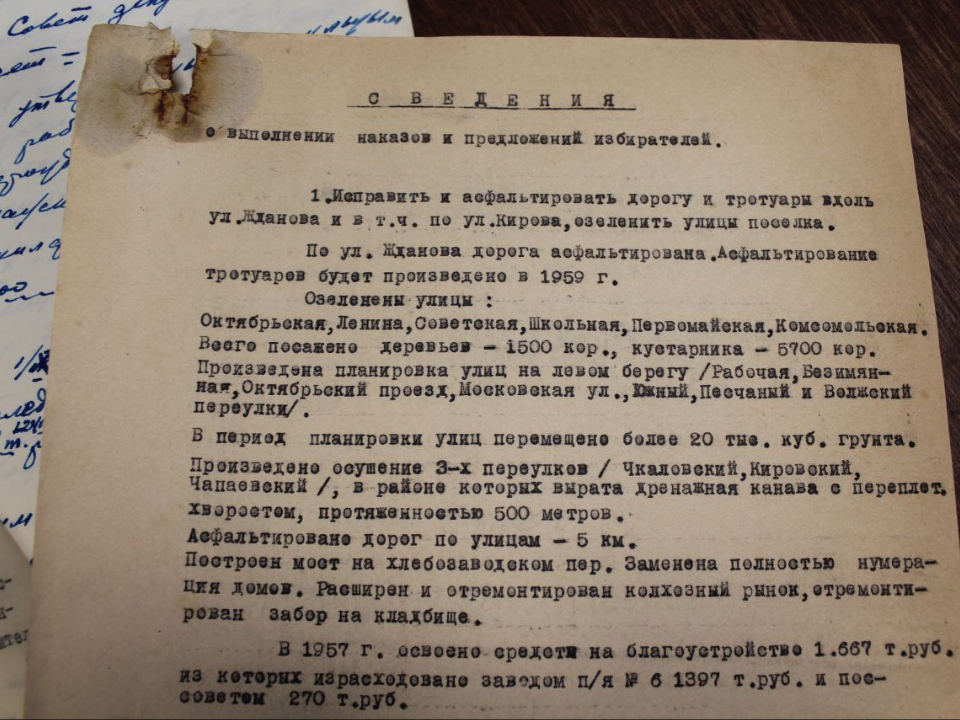 Совет деп
С В Е Д Е Н И Я
о выполнении наказов и предложений избирателей.
1.Исправить и асфальтировать дорогу и тротуары вдоль
ул.Жданова и в т.ч. по ул.Кирова,озеленить улицы поселка.
По ул. Жданова дорога асфальтирована.Асфальтирование
тротуаров будет произведено в 1959 г.
Озеленены улицы :
Октябрьская,Ленина,Советская,Школьная,Первомайская,Комсомольская.
Всего посажено деревьев - 1500 кор., кустарника - 5700 кор.
Произведена планировка улиц на левом берегу /Рабочая,Безимян-
ная,Октябрьский проезд,Московская ул.,Южный,Песчаный и Волжский
переулки/.
В период планировки улиц перемещено более 20 тыс. куб. грунта.
Произведено осушение 3-х переулков / Чкаловский,Кировский,
Чапаевский /, в районе которых вырата дренажная канава с переплет.
хворостом, протяженностью 500 метров.
Асфальтировано дорог по улицам - 5 км.
Построен мост на хлебозаводском пер. Заменена полностью нумера-
ция домов. Расширен и отремонтирован колхозный рынок,отремонти-
рован забор на кладбище.
В 1957 г. освоено средств на благоустройство 1.667 т.руб.
из которых израсходовано заводом п/я № 6 1397 т.руб. и пос-
советом 270 т.руб.